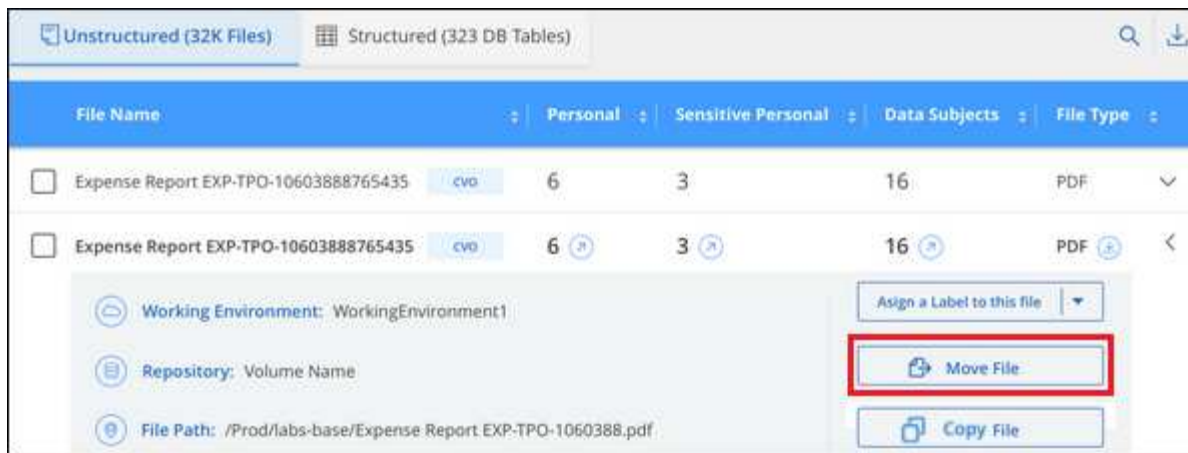 Unstructured (32K Files) Structured (323 DB Tables)
File Name Personal Sensitive Personal Data Subjects File Type
Expense Report EXP-TPO-10603888765435 CVO 6 3 16 PDF
Expense Report EXP-TPO-10603888765435 CVO 6 3 16 PDF
Working Environment: WorkingEnvironment1 Asign a Label to this file
Repository: Volume Name Move File
File Path: /Prod/labs-base/Expense Report EXP-TPO-1060388.pdf Copy File